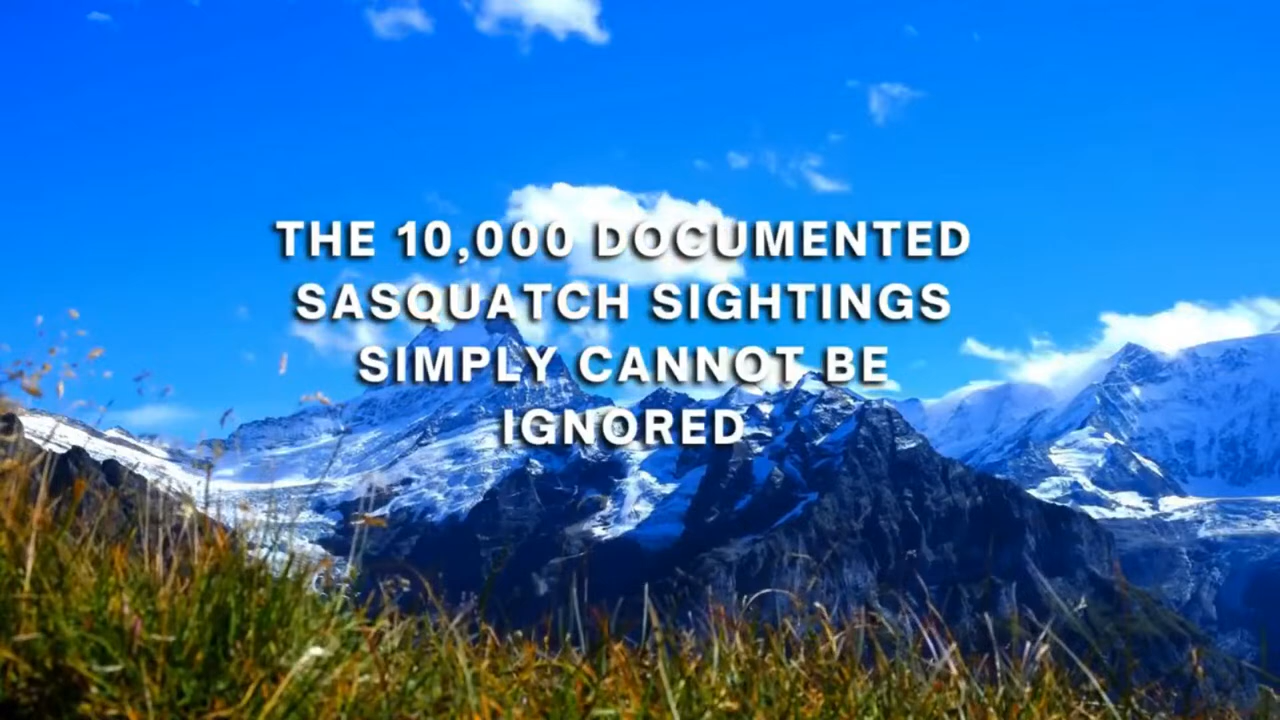 THE 10,000 DOCUMENTED
SASQUATCH SIGHTINGS
SIMPLY CANNOT BE
IGNORED